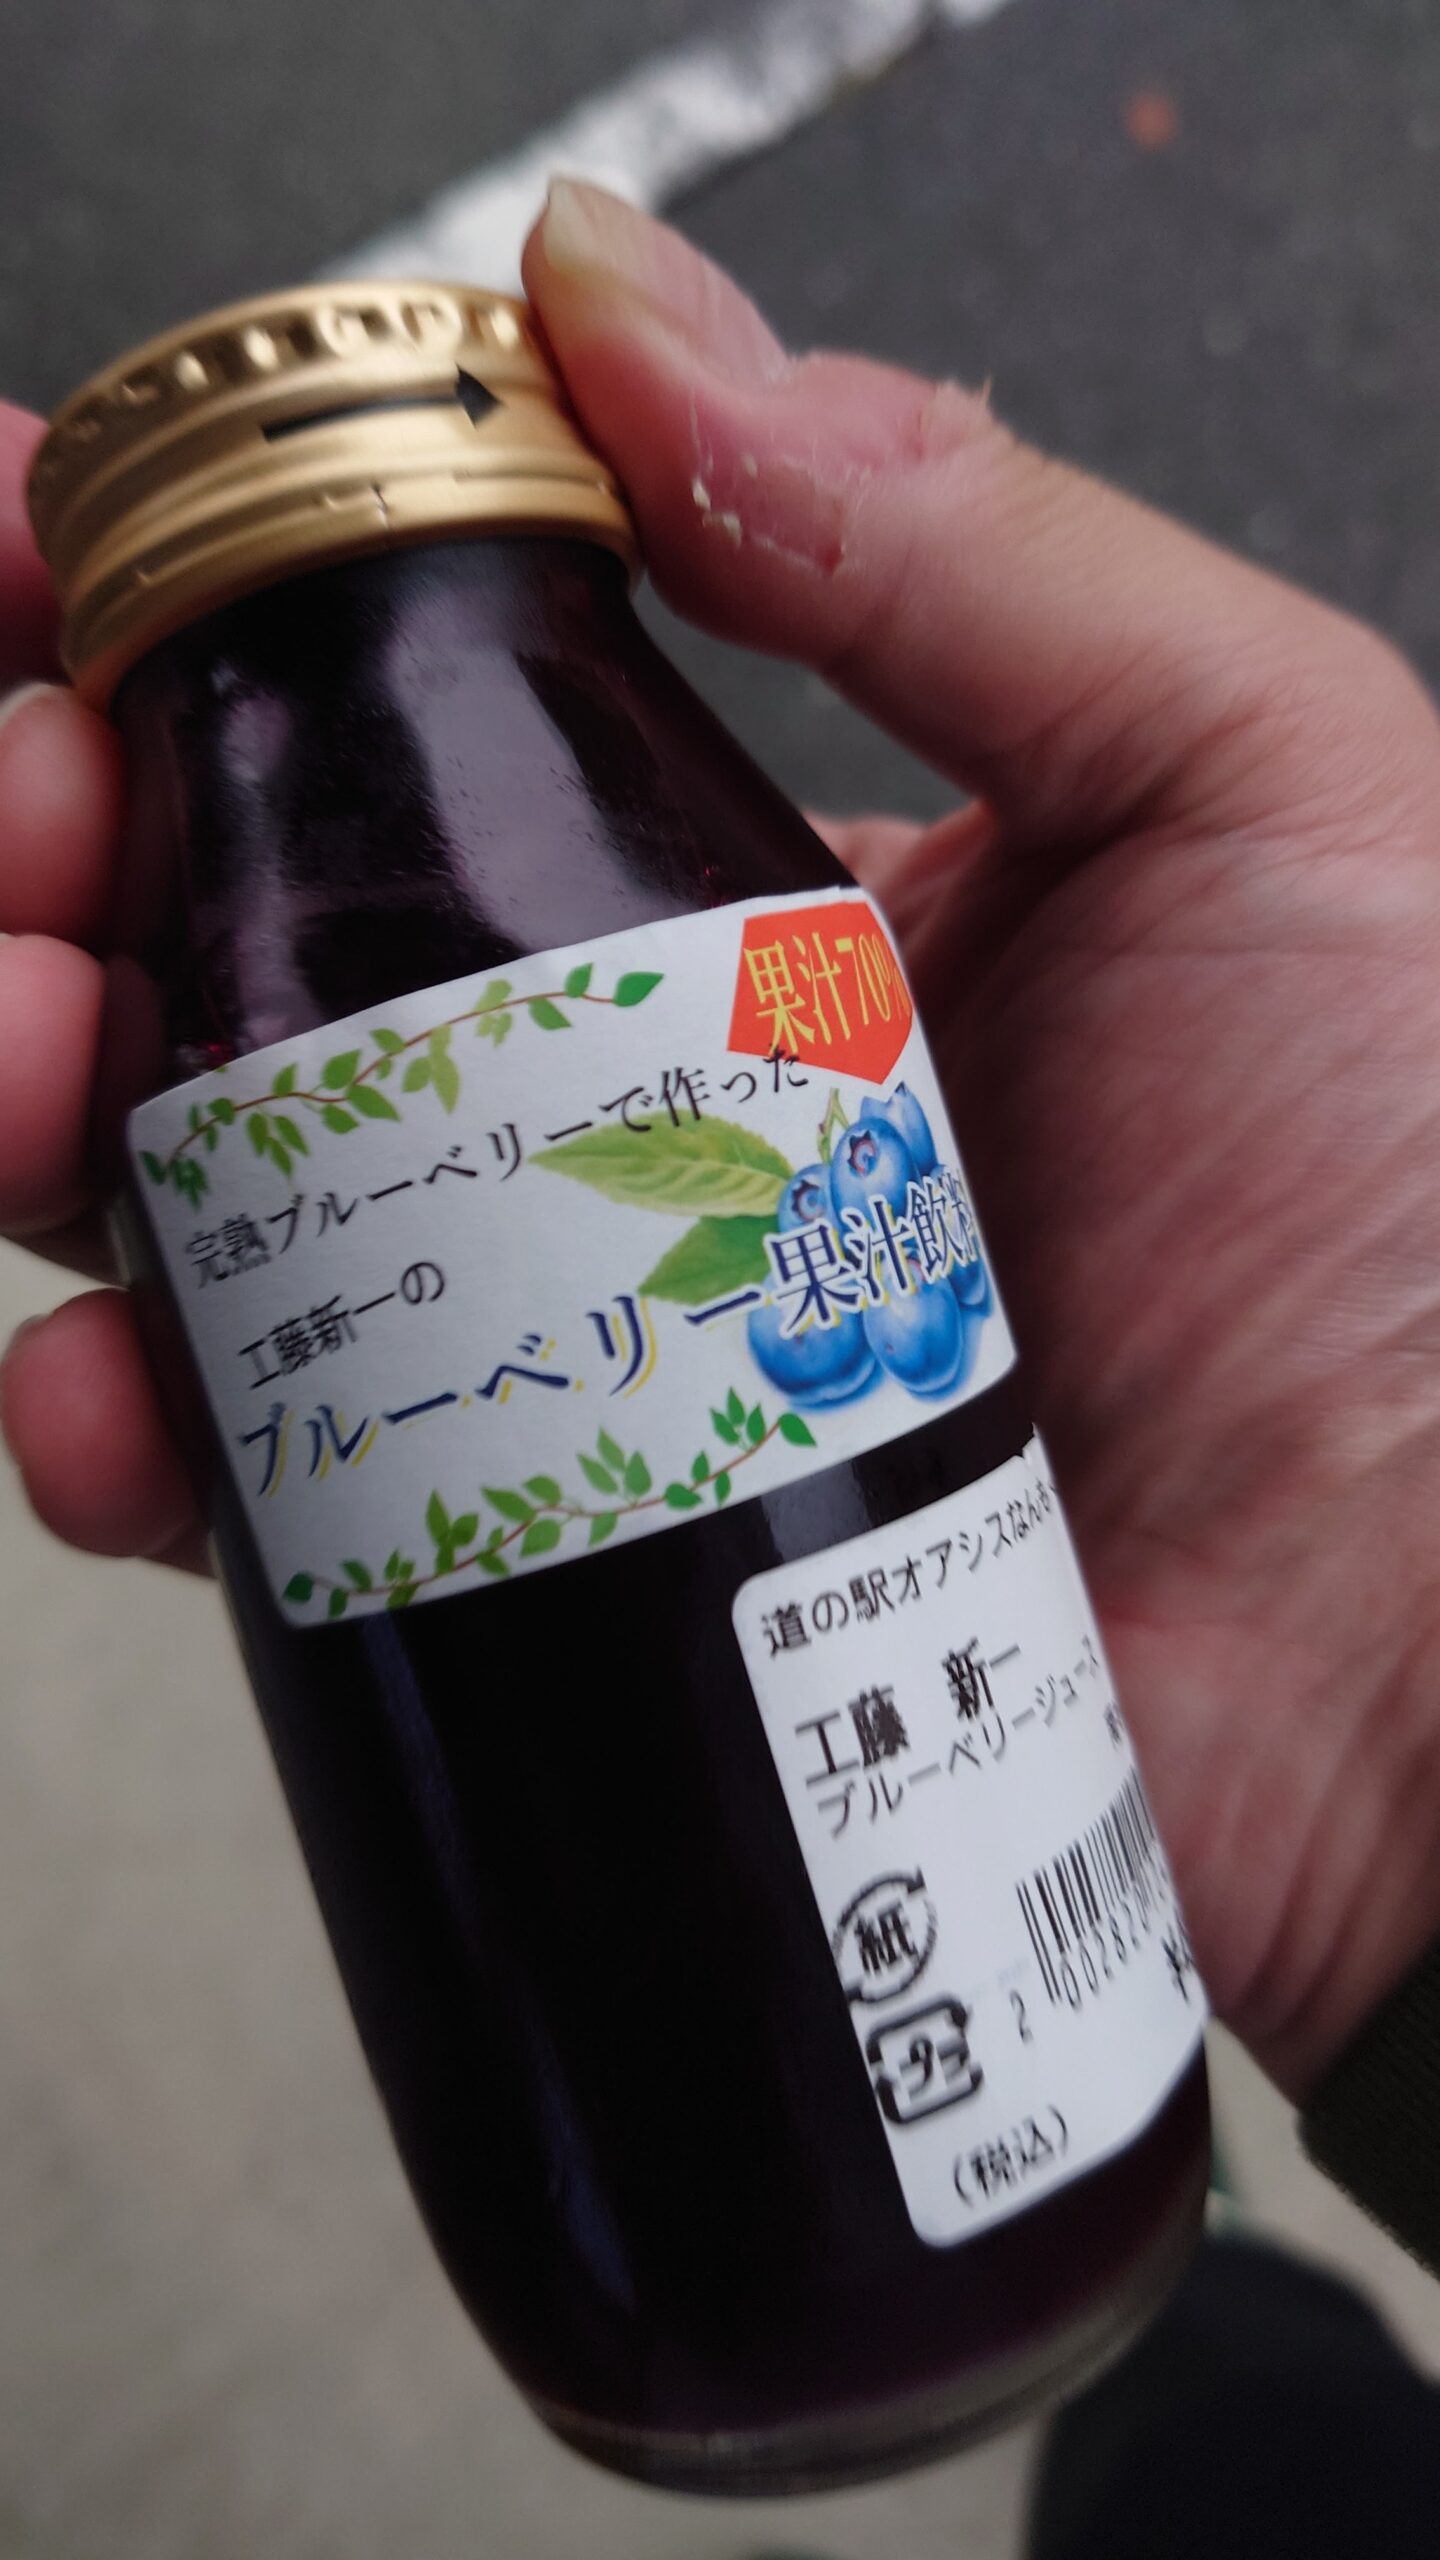 果汁70%
完熟ブルーベリーで作った
工藤新一の
ブルーベリー果汁飲料
道の駅オアシスなん
工藤 新一
ブルーベリージュース
紙
プラ
2
(税込)